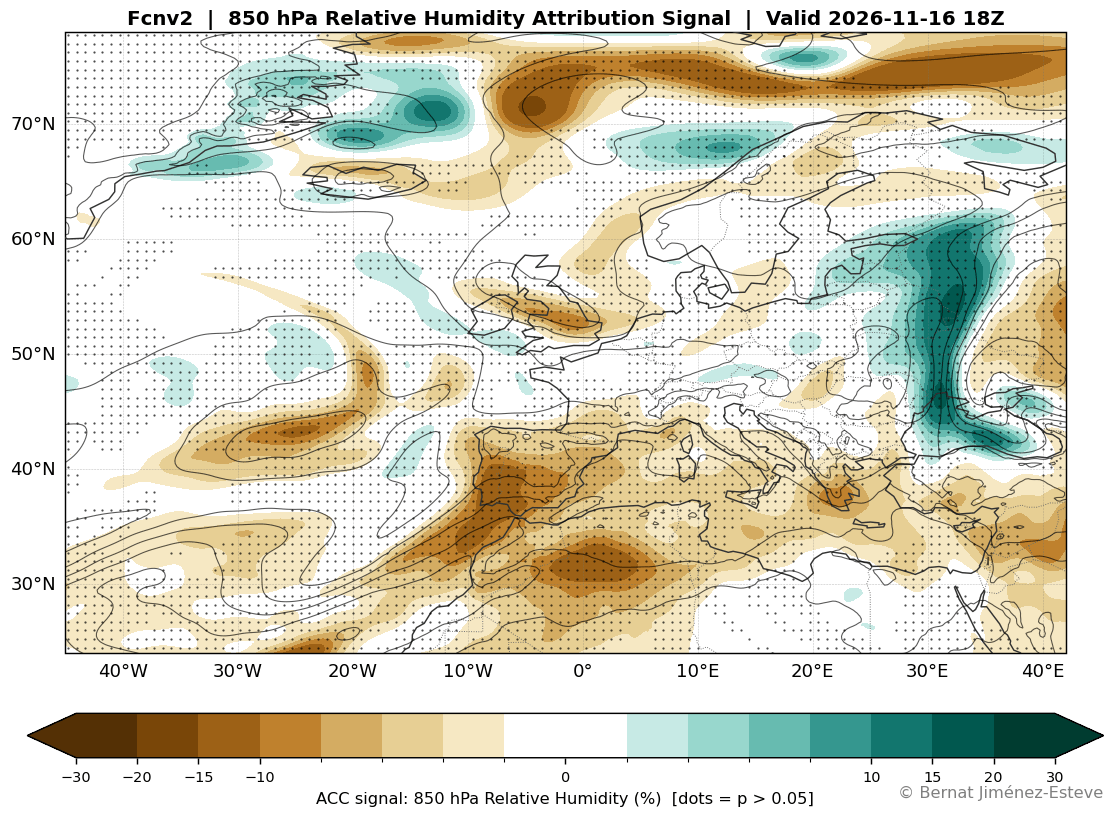 Fcnv2 | 850 hPa Relative Humidity Attribution Signal | Valid 2026-11-16 18Z
70°N
60°N
50°N
40°N
30°N
40°W 30°W 20°W 10°W 0° 10°E 20°E 30°E 40°E
−30 −20 −15 −10 0 10 15 20 30
ACC signal: 850 hPa Relative Humidity (%) [dots = p > 0.05]
© Bernat Jiménez-Esteve